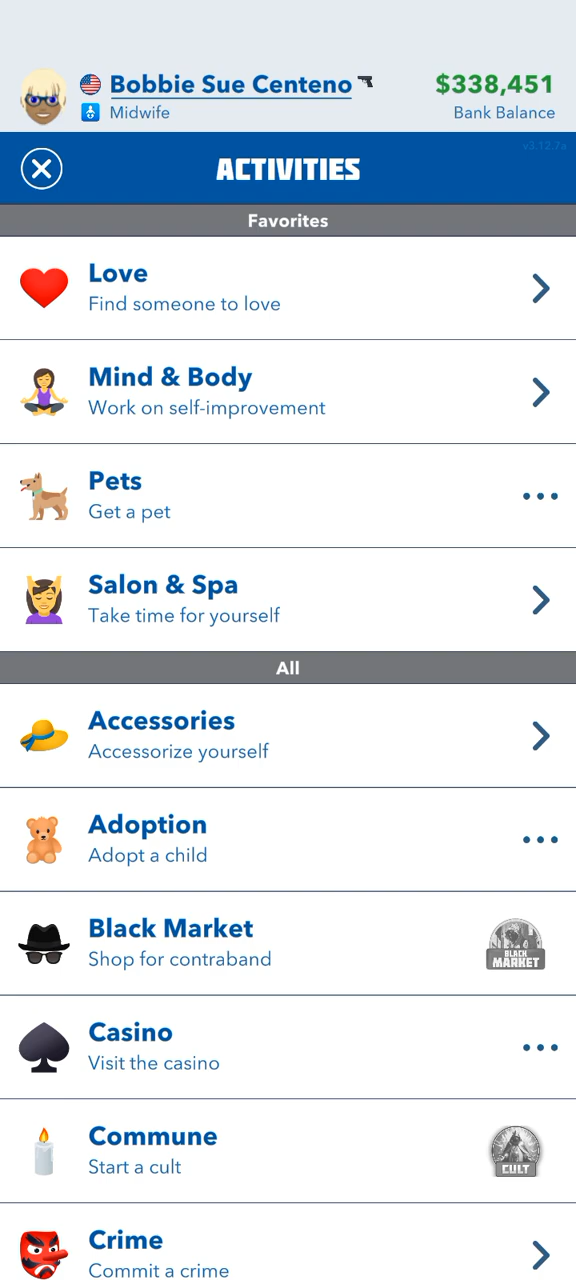 Bobbie Sue Centeno
$338,451
Midwife
Bank Balance
v3.12.7a
ACTIVITIES
Favorites
Love
Find someone to love
Mind & Body
Work on self-improvement
Pets
Get a pet
Salon & Spa
Take time for yourself
All
Accessories
Accessorize yourself
Adoption
Adopt a child
Black Market
Shop for contraband
BLACK
MARKET
Casino
Visit the casino
Commune
Start a cult
CULT
Crime
Commit a crime